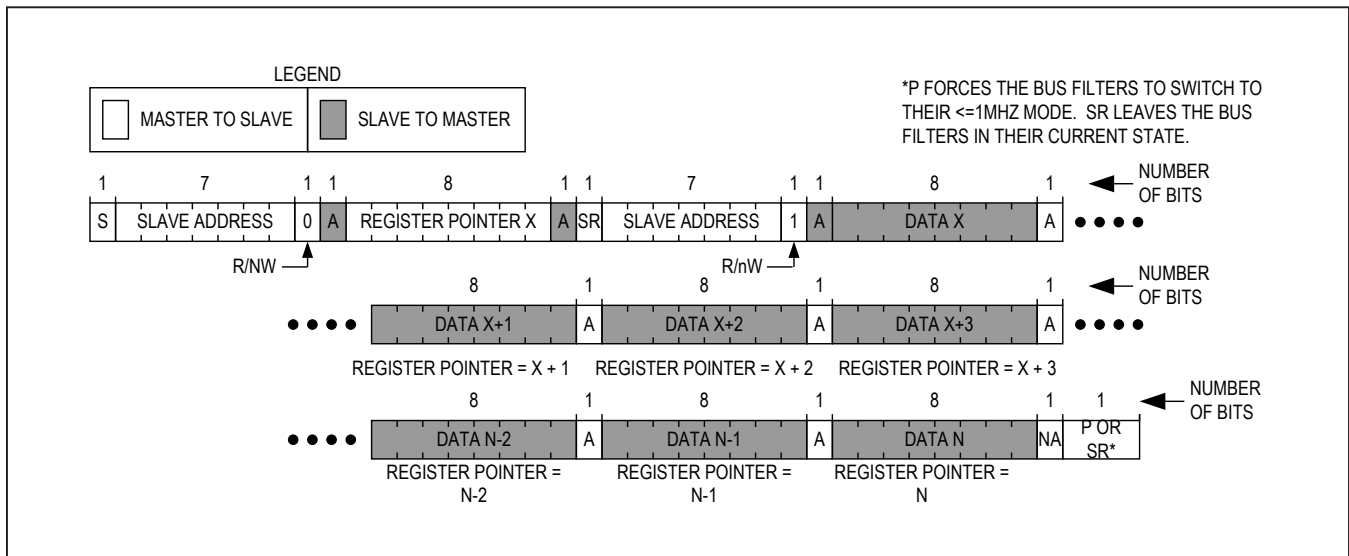 LEGEND
MASTER TO SLAVE SLAVE TO MASTER
*P FORCES THE BUS FILTERS TO SWITCH TO
THEIR <=1MHZ MODE. SR LEAVES THE BUS
FILTERS IN THEIR CURRENT STATE.
1 7 1 1 8 1 1 7 1 1 8 1 NUMBER
OF BITS
S SLAVE ADDRESS 0 A REGISTER POINTER X A SR SLAVE ADDRESS 1 A DATA X A
R/NW R/nW
8 1 8 1 8 1 NUMBER
OF BITS
DATA X+1 A DATA X+2 A DATA X+3 A
REGISTER POINTER = X + 1 REGISTER POINTER = X + 2 REGISTER POINTER = X + 3
8 1 8 1 8 1 1 NUMBER
OF BITS
DATA N-2 A DATA N-1 A DATA N NA P OR
SR*
REGISTER POINTER = REGISTER POINTER = REGISTER POINTER =
N-2 N-1 N